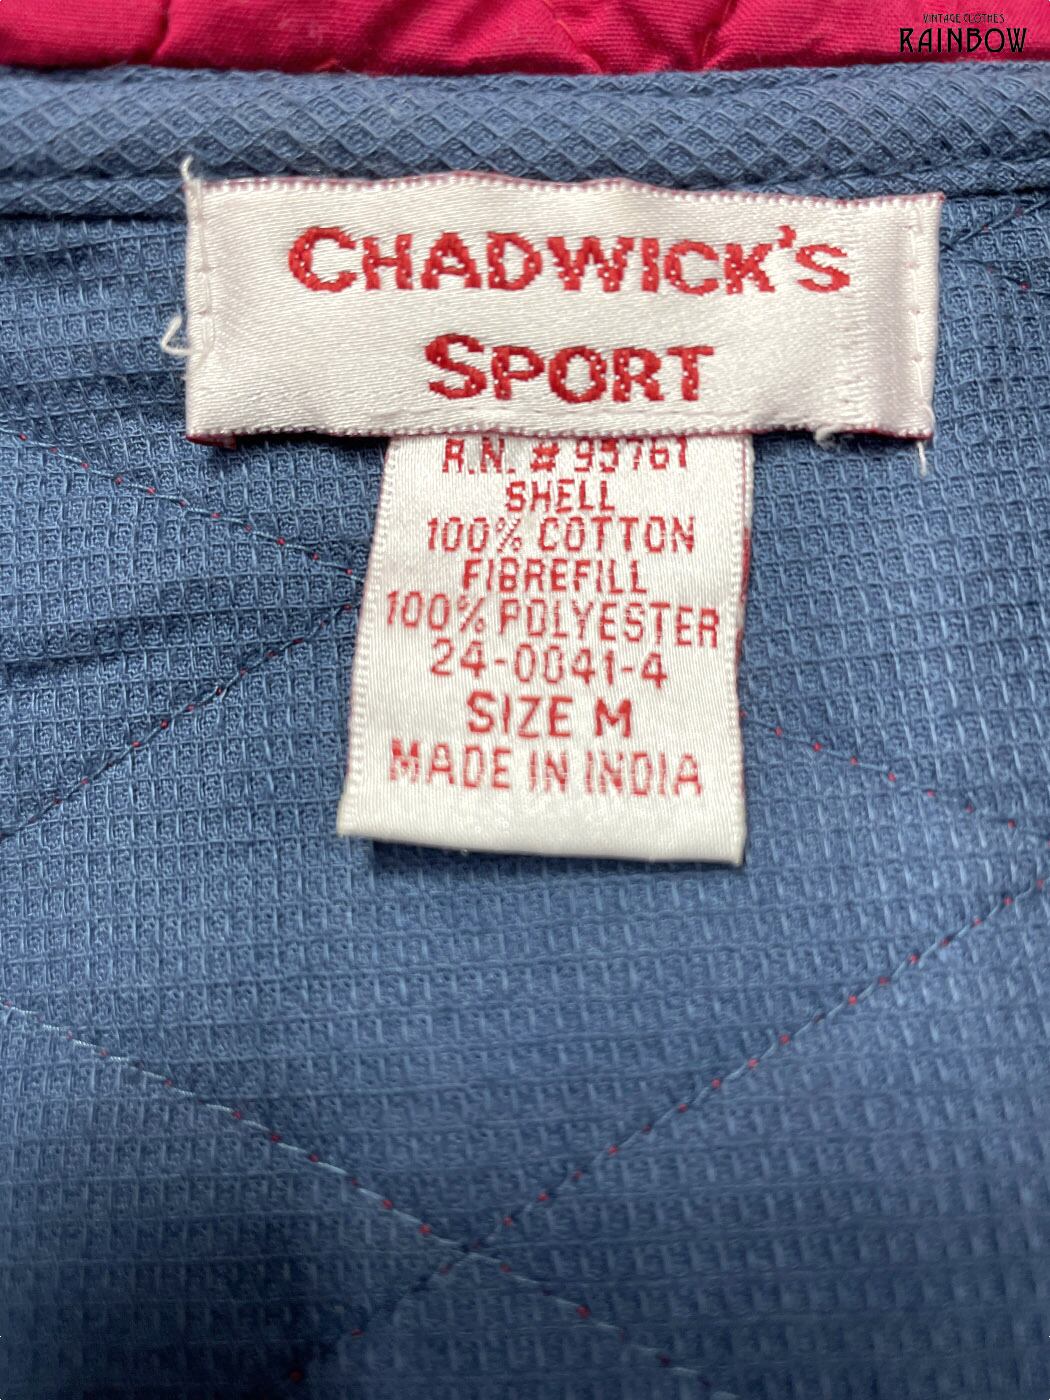 VINTAGE CLOTHES
RAINBOW
CHADWICK'S
SPORT
R.N. # 95761
SHELL
100% COTTON
FIBREFILL
100% POLYESTER
24-0041-4
SIZE M
MADE IN INDIA